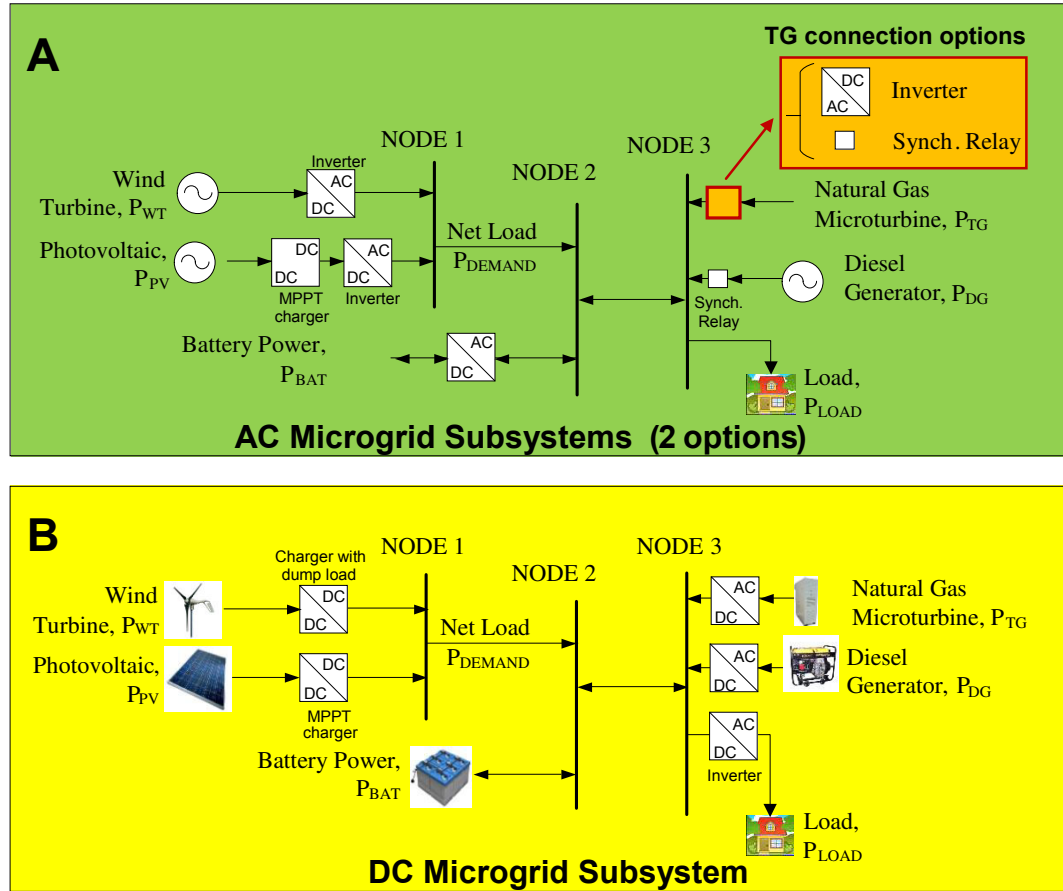 A
TG connection options
DC
AC
Inverter
Synch. Relay
NODE 1
NODE 2
NODE 3
Wind
Turbine, PWT
Inverter
AC
DC
Natural Gas
Microturbine, PTG
Photovoltaic,
PPV
DC
DC
MPPT
charger
AC
DC
Inverter
Net Load
PDEMAND
Synch.
Relay
Diesel
Generator, PDG
Battery Power,
PBAT
AC
DC
Load,
PLOAD
AC Microgrid Subsystems (2 options)
B
NODE 1
NODE 2
NODE 3
Charger with
dump load
Wind
Turbine, PWT
DC
DC
AC
DC
Natural Gas
Microturbine, PTG
Photovoltaic,
PPV
DC
DC
MPPT
charger
Net Load
PDEMAND
AC
DC
Diesel
Generator, PDG
Battery Power,
PBAT
AC
DC
Inverter
Load,
PLOAD
DC Microgrid Subsystem